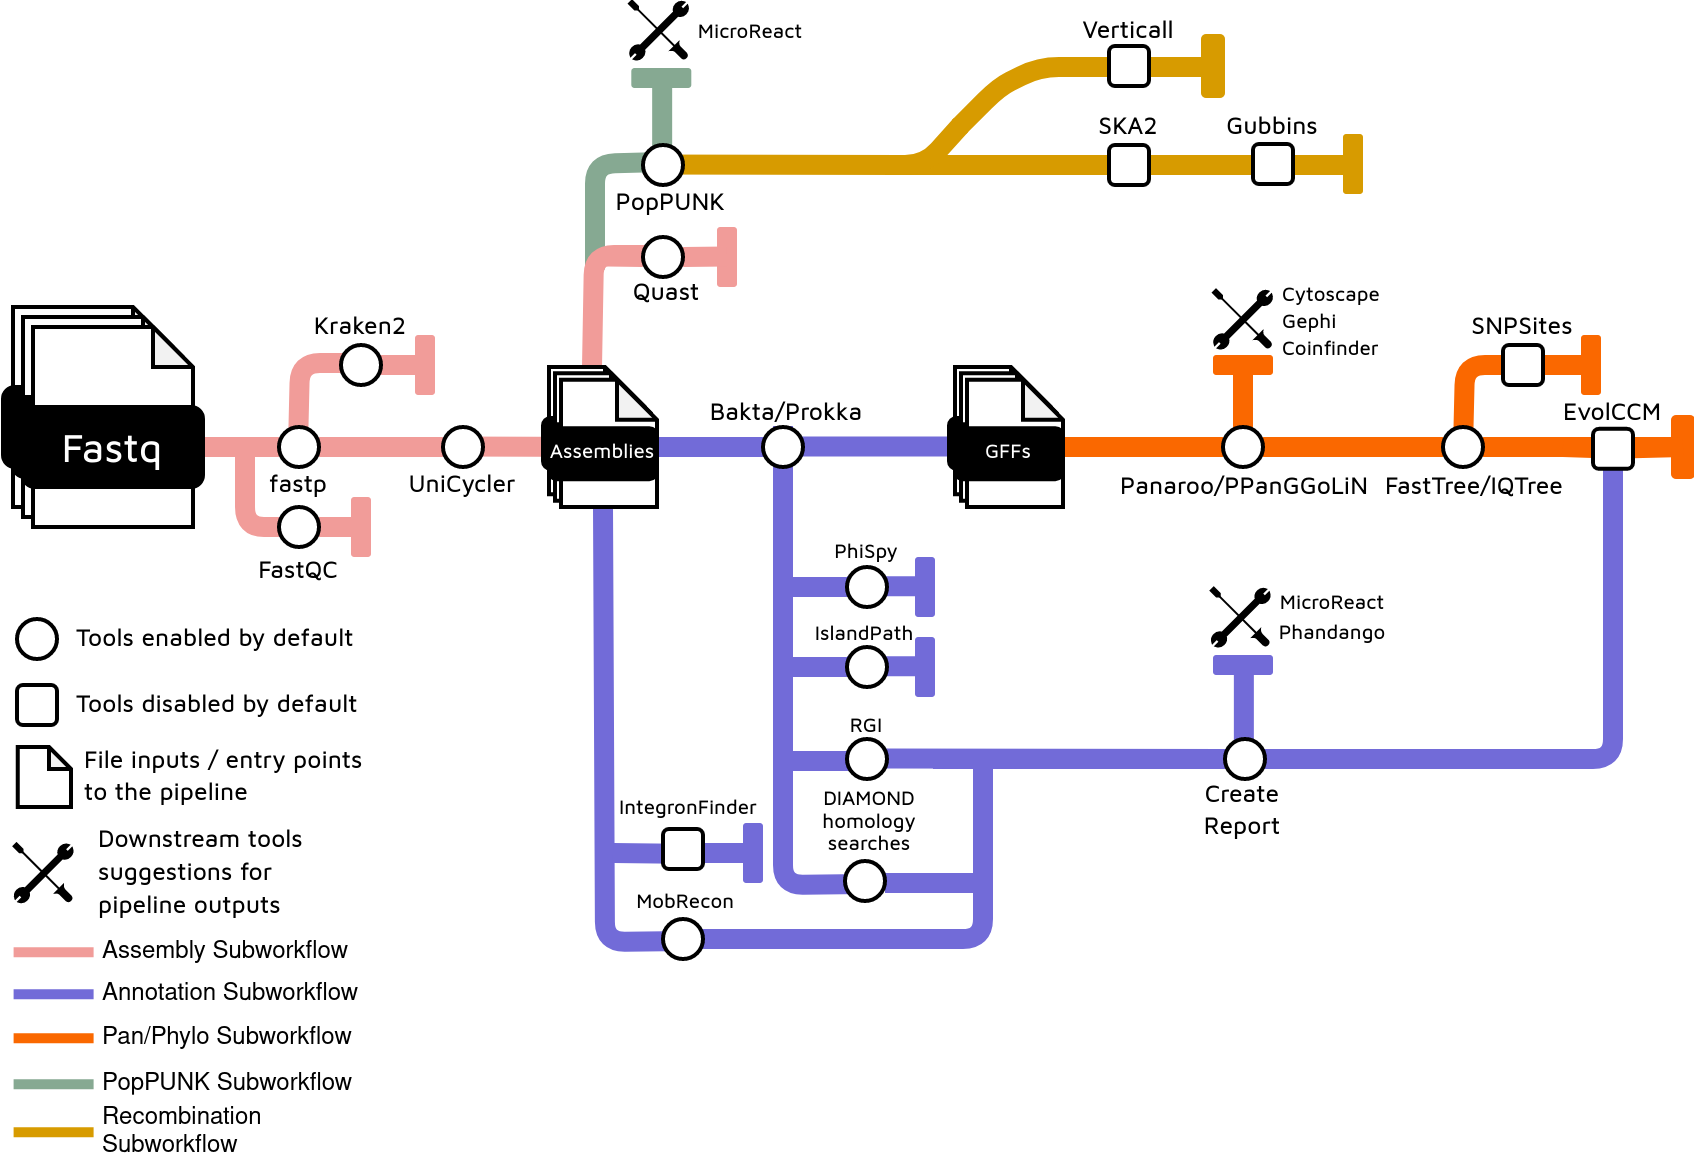 MicroReact
Verticall
SKA2
Gubbins
PopPUNK
Quast
Kraken2
Fastq
fastp
UniCycler
FastQC
Assemblies
Bakta/Prokka
GFFs
Cytoscape
Gephi
Coinfinder
SNPSites
EvolCCM
Panaroo/PPanGGoLiN
FastTree/IQTree
PhiSpy
IslandPath
RGI
DIAMOND
homology
searches
IntegronFinder
MobRecon
MicroReact
Phandango
Create
Report
Tools enabled by default
Tools disabled by default
File inputs / entry points
to the pipeline
Downstream tools
suggestions for
pipeline outputs
Assembly Subworkflow
Annotation Subworkflow
Pan/Phylo Subworkflow
PopPUNK Subworkflow
Recombination
Subworkflow